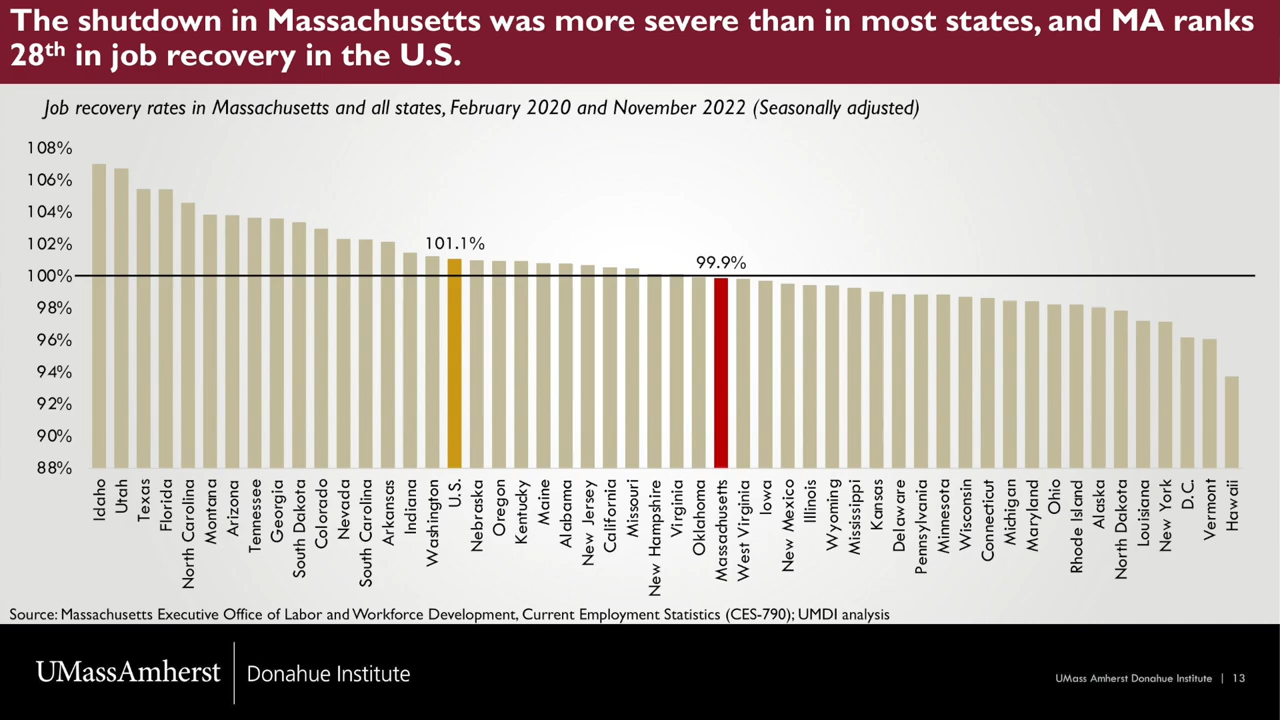 The shutdown in Massachusetts was more severe than in most states, and MA ranks
28th in job recovery in the U.S.
Job recovery rates in Massachusetts and all states, February 2020 and November 2022 (Seasonally adjusted)
108%
106%
104%
102%
100%
98%
96%
94%
92%
90%
88%
101.1%
99.9%
Idaho
Utah
Texas
Florida
North Carolina
Montana
Arizona
Tennessee
Georgia
South Dakota
Colorado
Nevada
South Carolina
Arkansas
Indiana
Washington
U.S.
Nebraska
Oregon
Kentucky
Maine
Alabama
New Jersey
California
Missouri
New Hampshire
Virginia
Oklahoma
Massachusetts
West Virginia
Iowa
New Mexico
Illinois
Wyoming
Mississippi
Kansas
Delaware
Pennsylvania
Minnesota
Wisconsin
Connecticut
Michigan
Maryland
Ohio
Rhode Island
Alaska
North Dakota
Louisiana
New York
D.C.
Vermont
Hawaii
Source: Massachusetts Executive Office of Labor and Workforce Development, Current Employment Statistics (CES-790); UMDI analysis
UMassAmherst | Donahue Institute
UMass Amherst Donahue Institute | 13